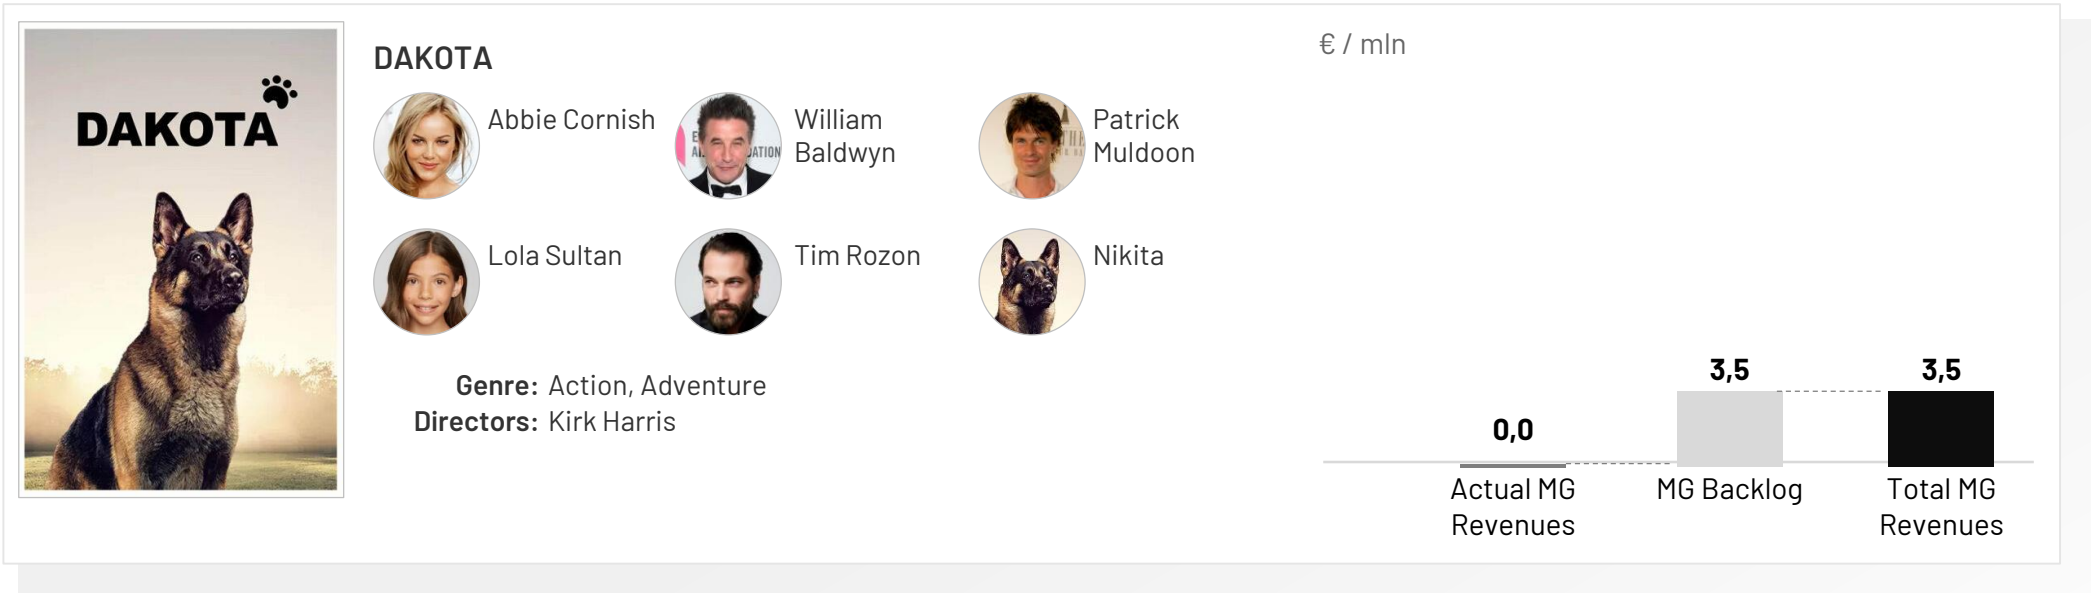 DAKOTA
DAKOTA
Abbie Cornish
William
Baldwyn
Patrick
Muldoon
Lola Sultan
Tim Rozon
Nikita
Genre: Action, Adventure
Directors: Kirk Harris
€ / mln
0,0
3,5
3,5
Actual MG
Revenues
MG Backlog
Total MG
Revenues